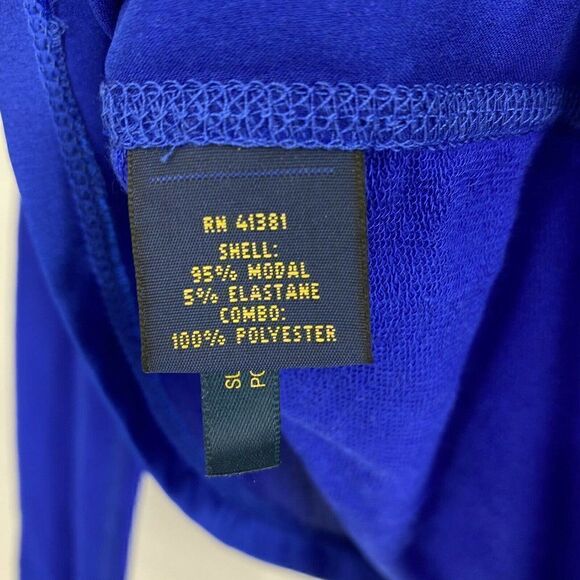 RN 41381
SHELL:
95% MODAL
5% ELASTANE
COMBO:
100% POLYESTER